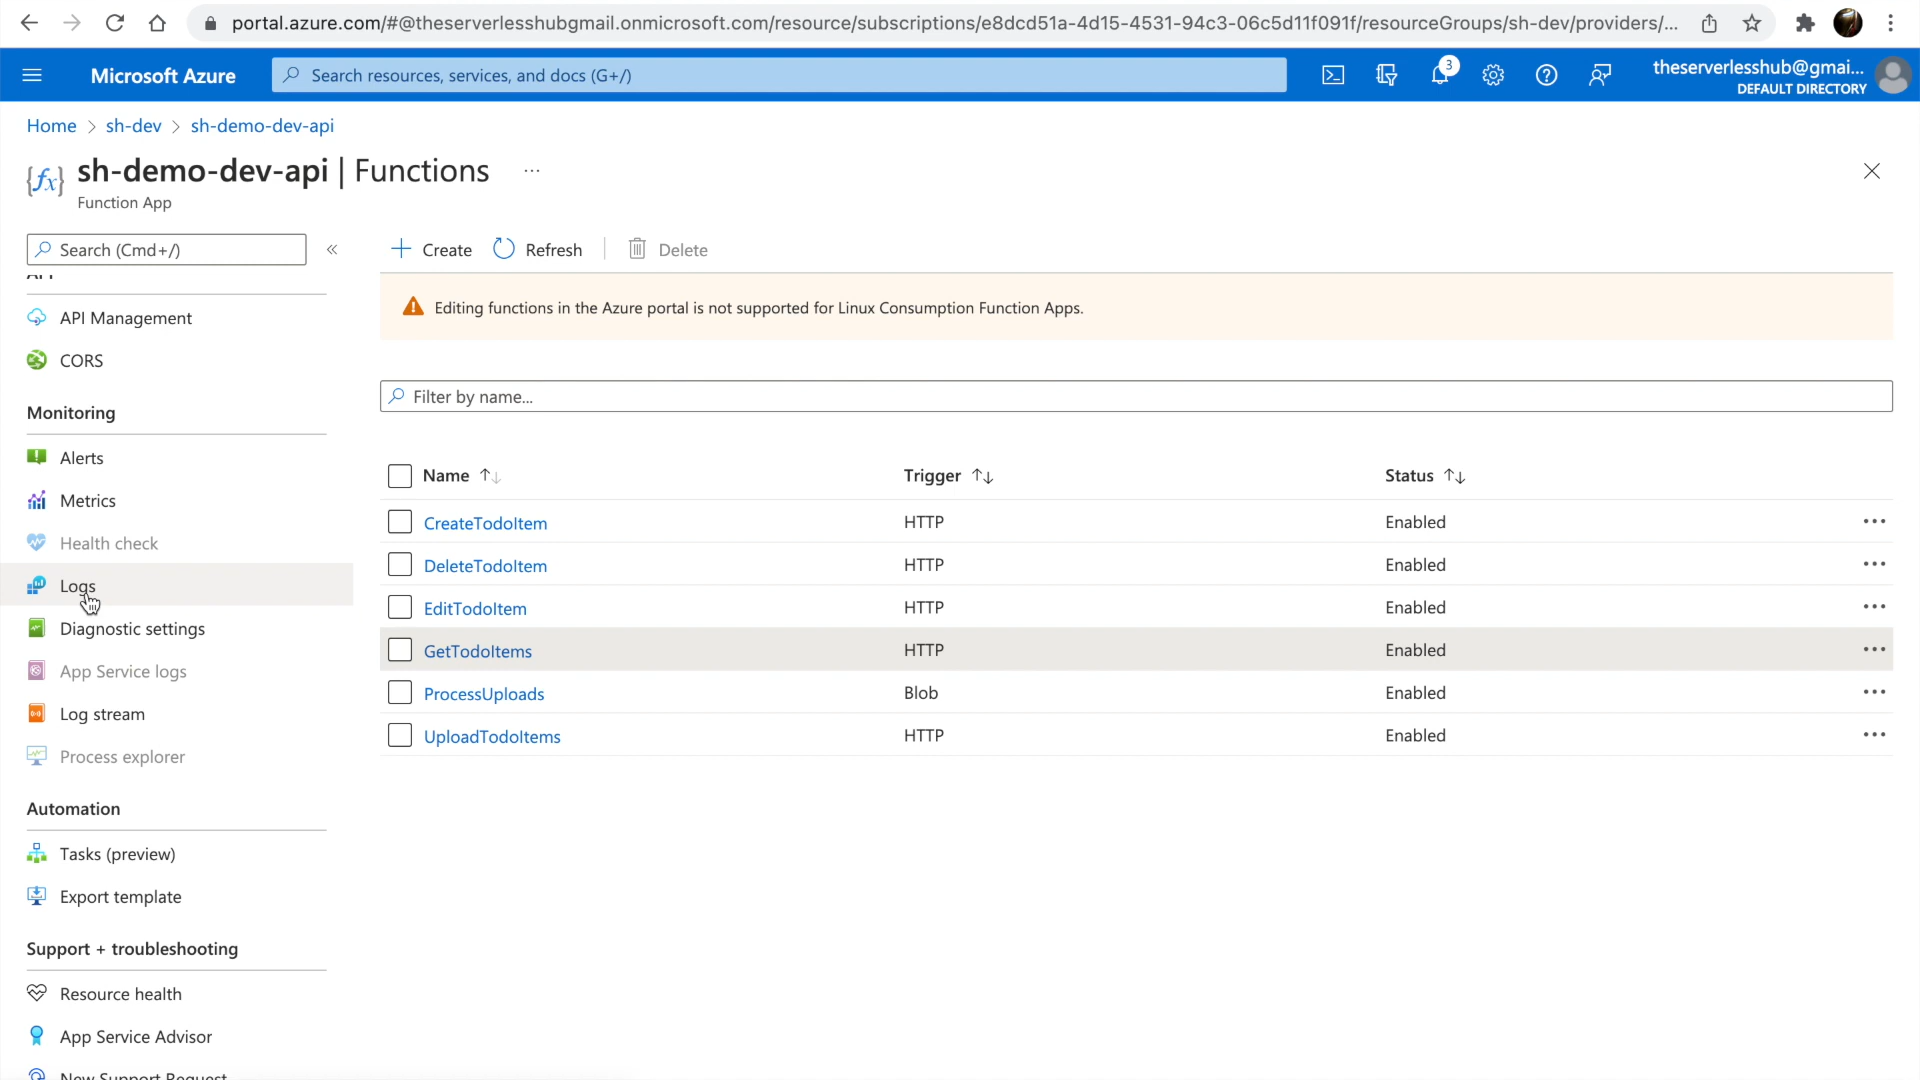 portal.azure.com/#@theserverlesshubgmail.onmicrosoft.com/resource/subscriptions/e8dcd51a-4d15-4531-94c3-06c5d11f091f/resourceGroups/sh-dev/providers/...
Microsoft Azure
Search resources, services, and docs (G+/)
3
theserverlesshub@gmai...
DEFAULT DIRECTORY
Home > sh-dev > sh-demo-dev-api
{fx}
sh-demo-dev-api | Functions ...
Function App
Search (Cmd+/) «
Create Refresh Delete
API
API Management
CORS
Monitoring
Alerts
Metrics
Health check
Logs
Diagnostic settings
App Service logs
Log stream
Process explorer
Automation
Tasks (preview)
Export template
Support + troubleshooting
Resource health
App Service Advisor
New Support Request
Editing functions in the Azure portal is not supported for Linux Consumption Function Apps.
Filter by name...
Name Trigger Status
CreateTodoItem HTTP Enabled ...
DeleteTodoItem HTTP Enabled ...
EditTodoItem HTTP Enabled ...
GetTodoItems HTTP Enabled ...
ProcessUploads Blob Enabled ...
UploadTodoItems HTTP Enabled ...